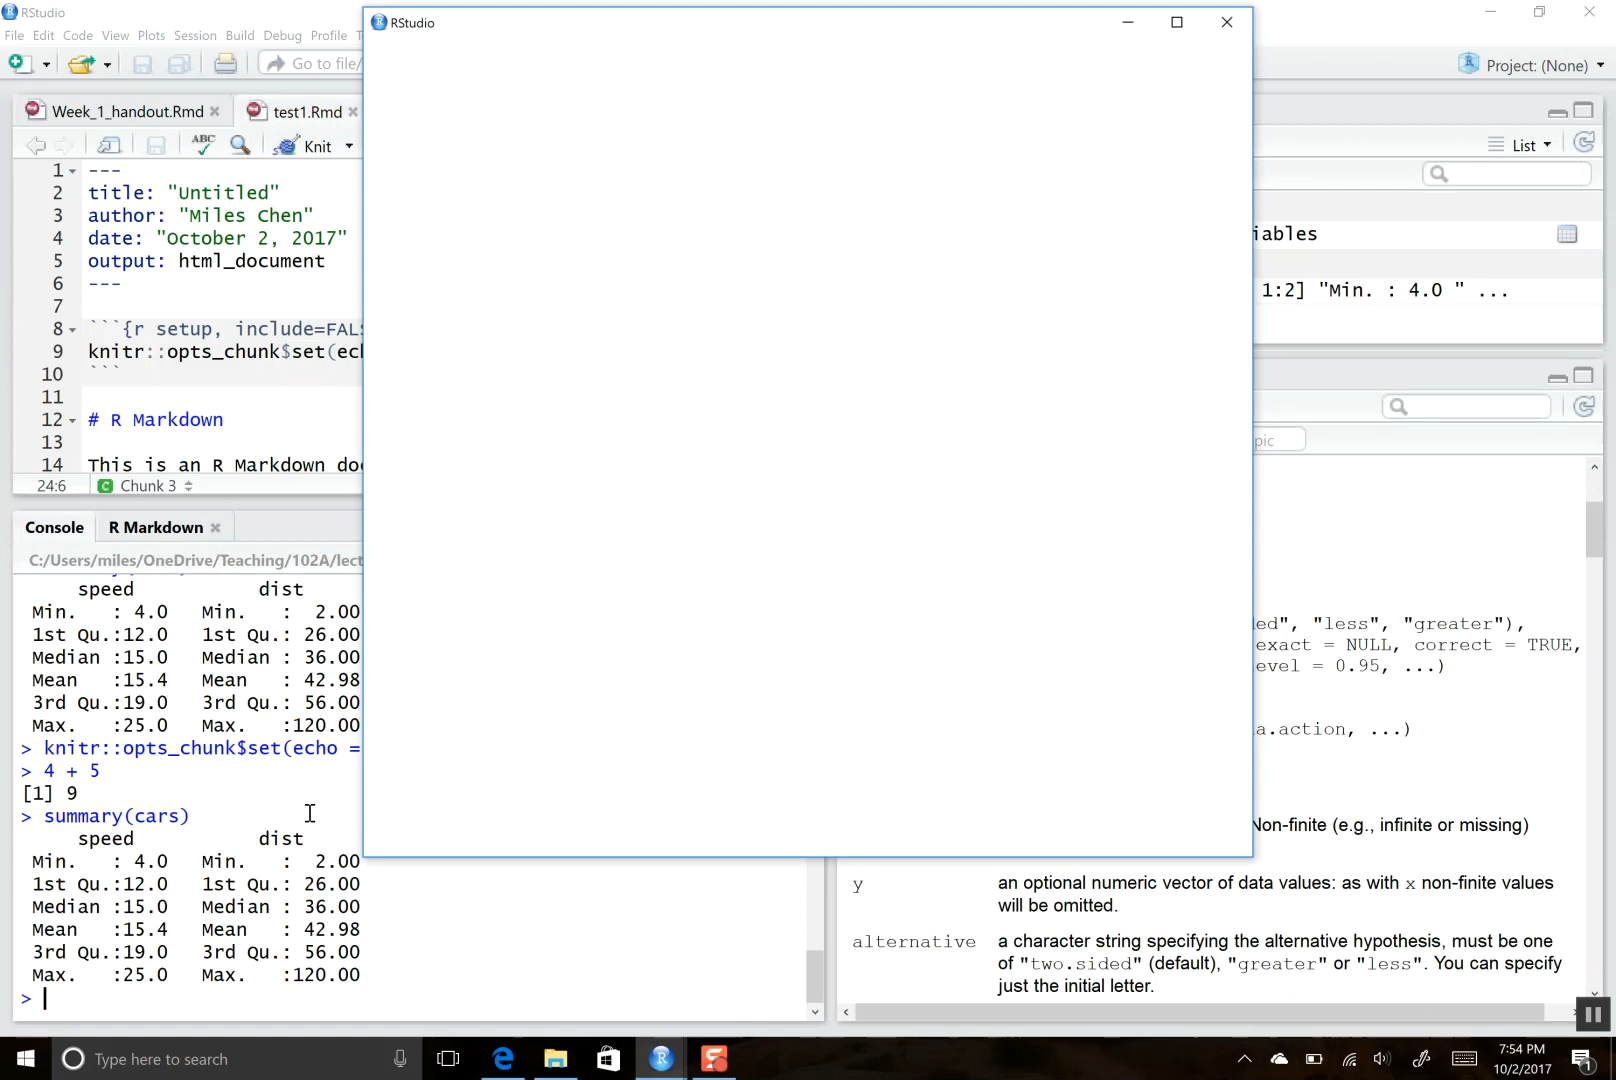 RStudio
File Edit Code View Plots Session Build Debug Profile
Go to file/
Project: (None)
Week_1_handout.Rmd
test1.Rmd
ABC
Knit
1 ---
2 title: "Untitled"
3 author: "Miles Chen"
4 date: "October 2, 2017"
5 output: html_document
6 ---
7
8 ```{r setup, include=FALS
9 knitr::opts_chunk$set(ech
10 ```
11
12 # R Markdown
13
14 This is an R Markdown doc
24:6 C Chunk 3
Console R Markdown
C:/Users/miles/OneDrive/Teaching/102A/lect
speed dist
Min. : 4.0 Min. : 2.00
1st Qu.:12.0 1st Qu.: 26.00
Median :15.0 Median : 36.00
Mean :15.4 Mean : 42.98
3rd Qu.:19.0 3rd Qu.: 56.00
Max. :25.0 Max. :120.00
> knitr::opts_chunk$set(echo =
> 4 + 5
[1] 9
> summary(cars)
speed dist
Min. : 4.0 Min. : 2.00
1st Qu.:12.0 1st Qu.: 26.00
Median :15.0 Median : 36.00
Mean :15.4 Mean : 42.98
3rd Qu.:19.0 3rd Qu.: 56.00
Max. :25.0 Max. :120.00
>
RStudio
List
iables
1:2] "Min. : 4.0 " ...
pic
ed", "less", "greater"),
exact = NULL, correct = TRUE,
evel = 0.95, ...)
a.action, ...)
Non-finite (e.g., infinite or missing)
y an optional numeric vector of data values: as with x non-finite values
will be omitted.
alternative a character string specifying the alternative hypothesis, must be one
of "two.sided" (default), "greater" or "less". You can specify
just the initial letter.
Type here to search
7:54 PM
10/2/2017
1